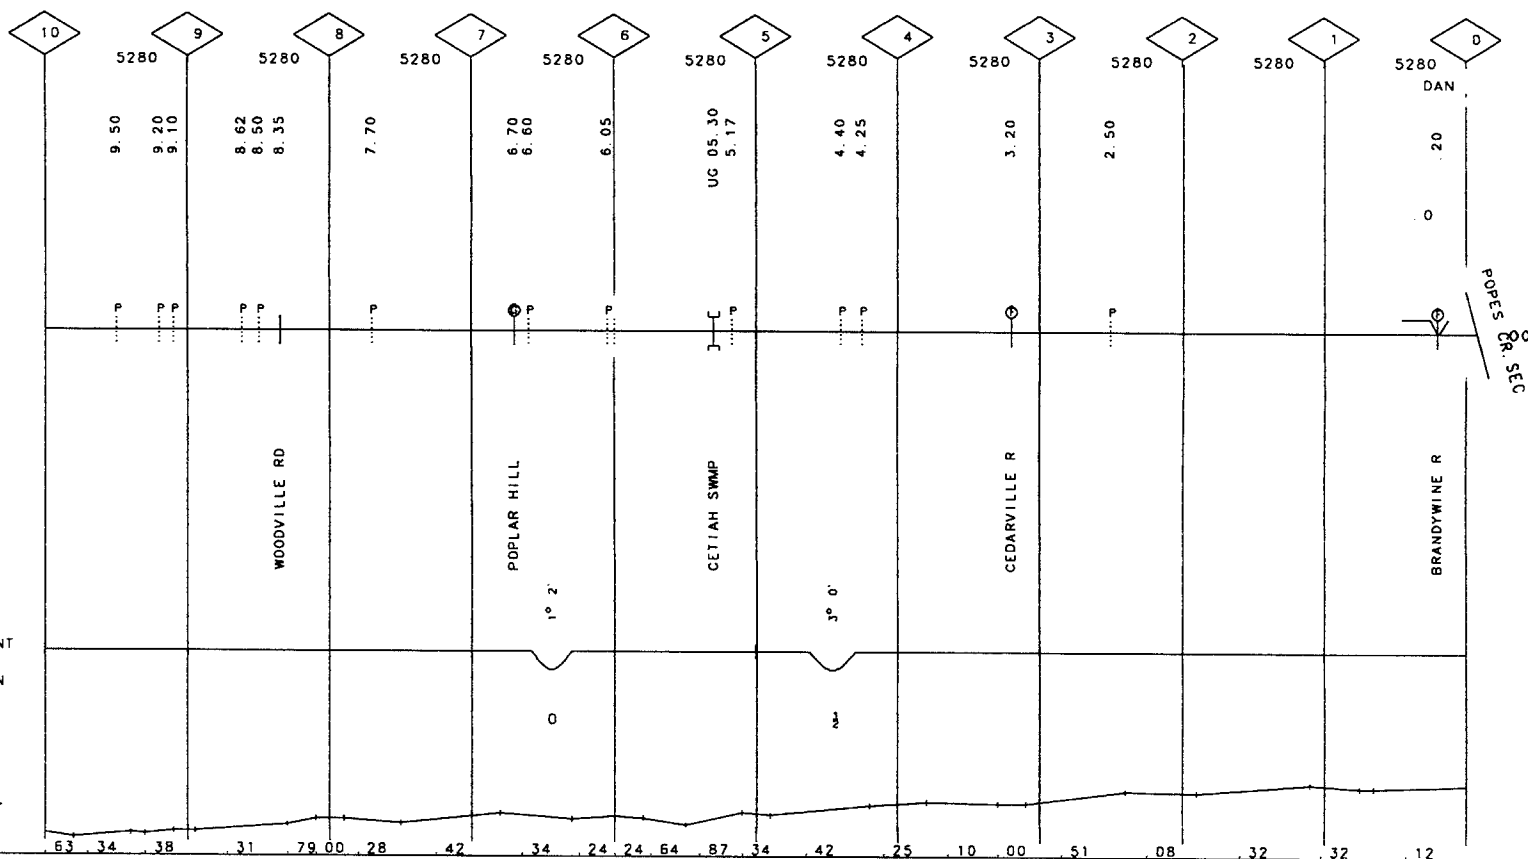 10 9 8 7 6 5 4 3 2 1 0
5280 5280 5280 5280 5280 5280 5280 5280 5280 5280
DAN
9.50 9.20 9.10 8.62 8.50 8.35 7.70 6.70 6.60 6.05 UG 05.30 5.17 4.40 4.25 3.20 2.50 .20
0
P P P P P P P P P P P P P P
POPES CR. SEC
WOODVILLE RD
POPLAR HILL
CETIAH SWMP
CEDARVILLE R
BRANDYWINE R
1° 2'
3° 0'
NT
N
0
.63 .34 .38 .31 .79 .00 .28 .42 .34 .24 .24 .64 .87 .34 .42 .25 .10 .00 .51 .08 .32 .32 .12